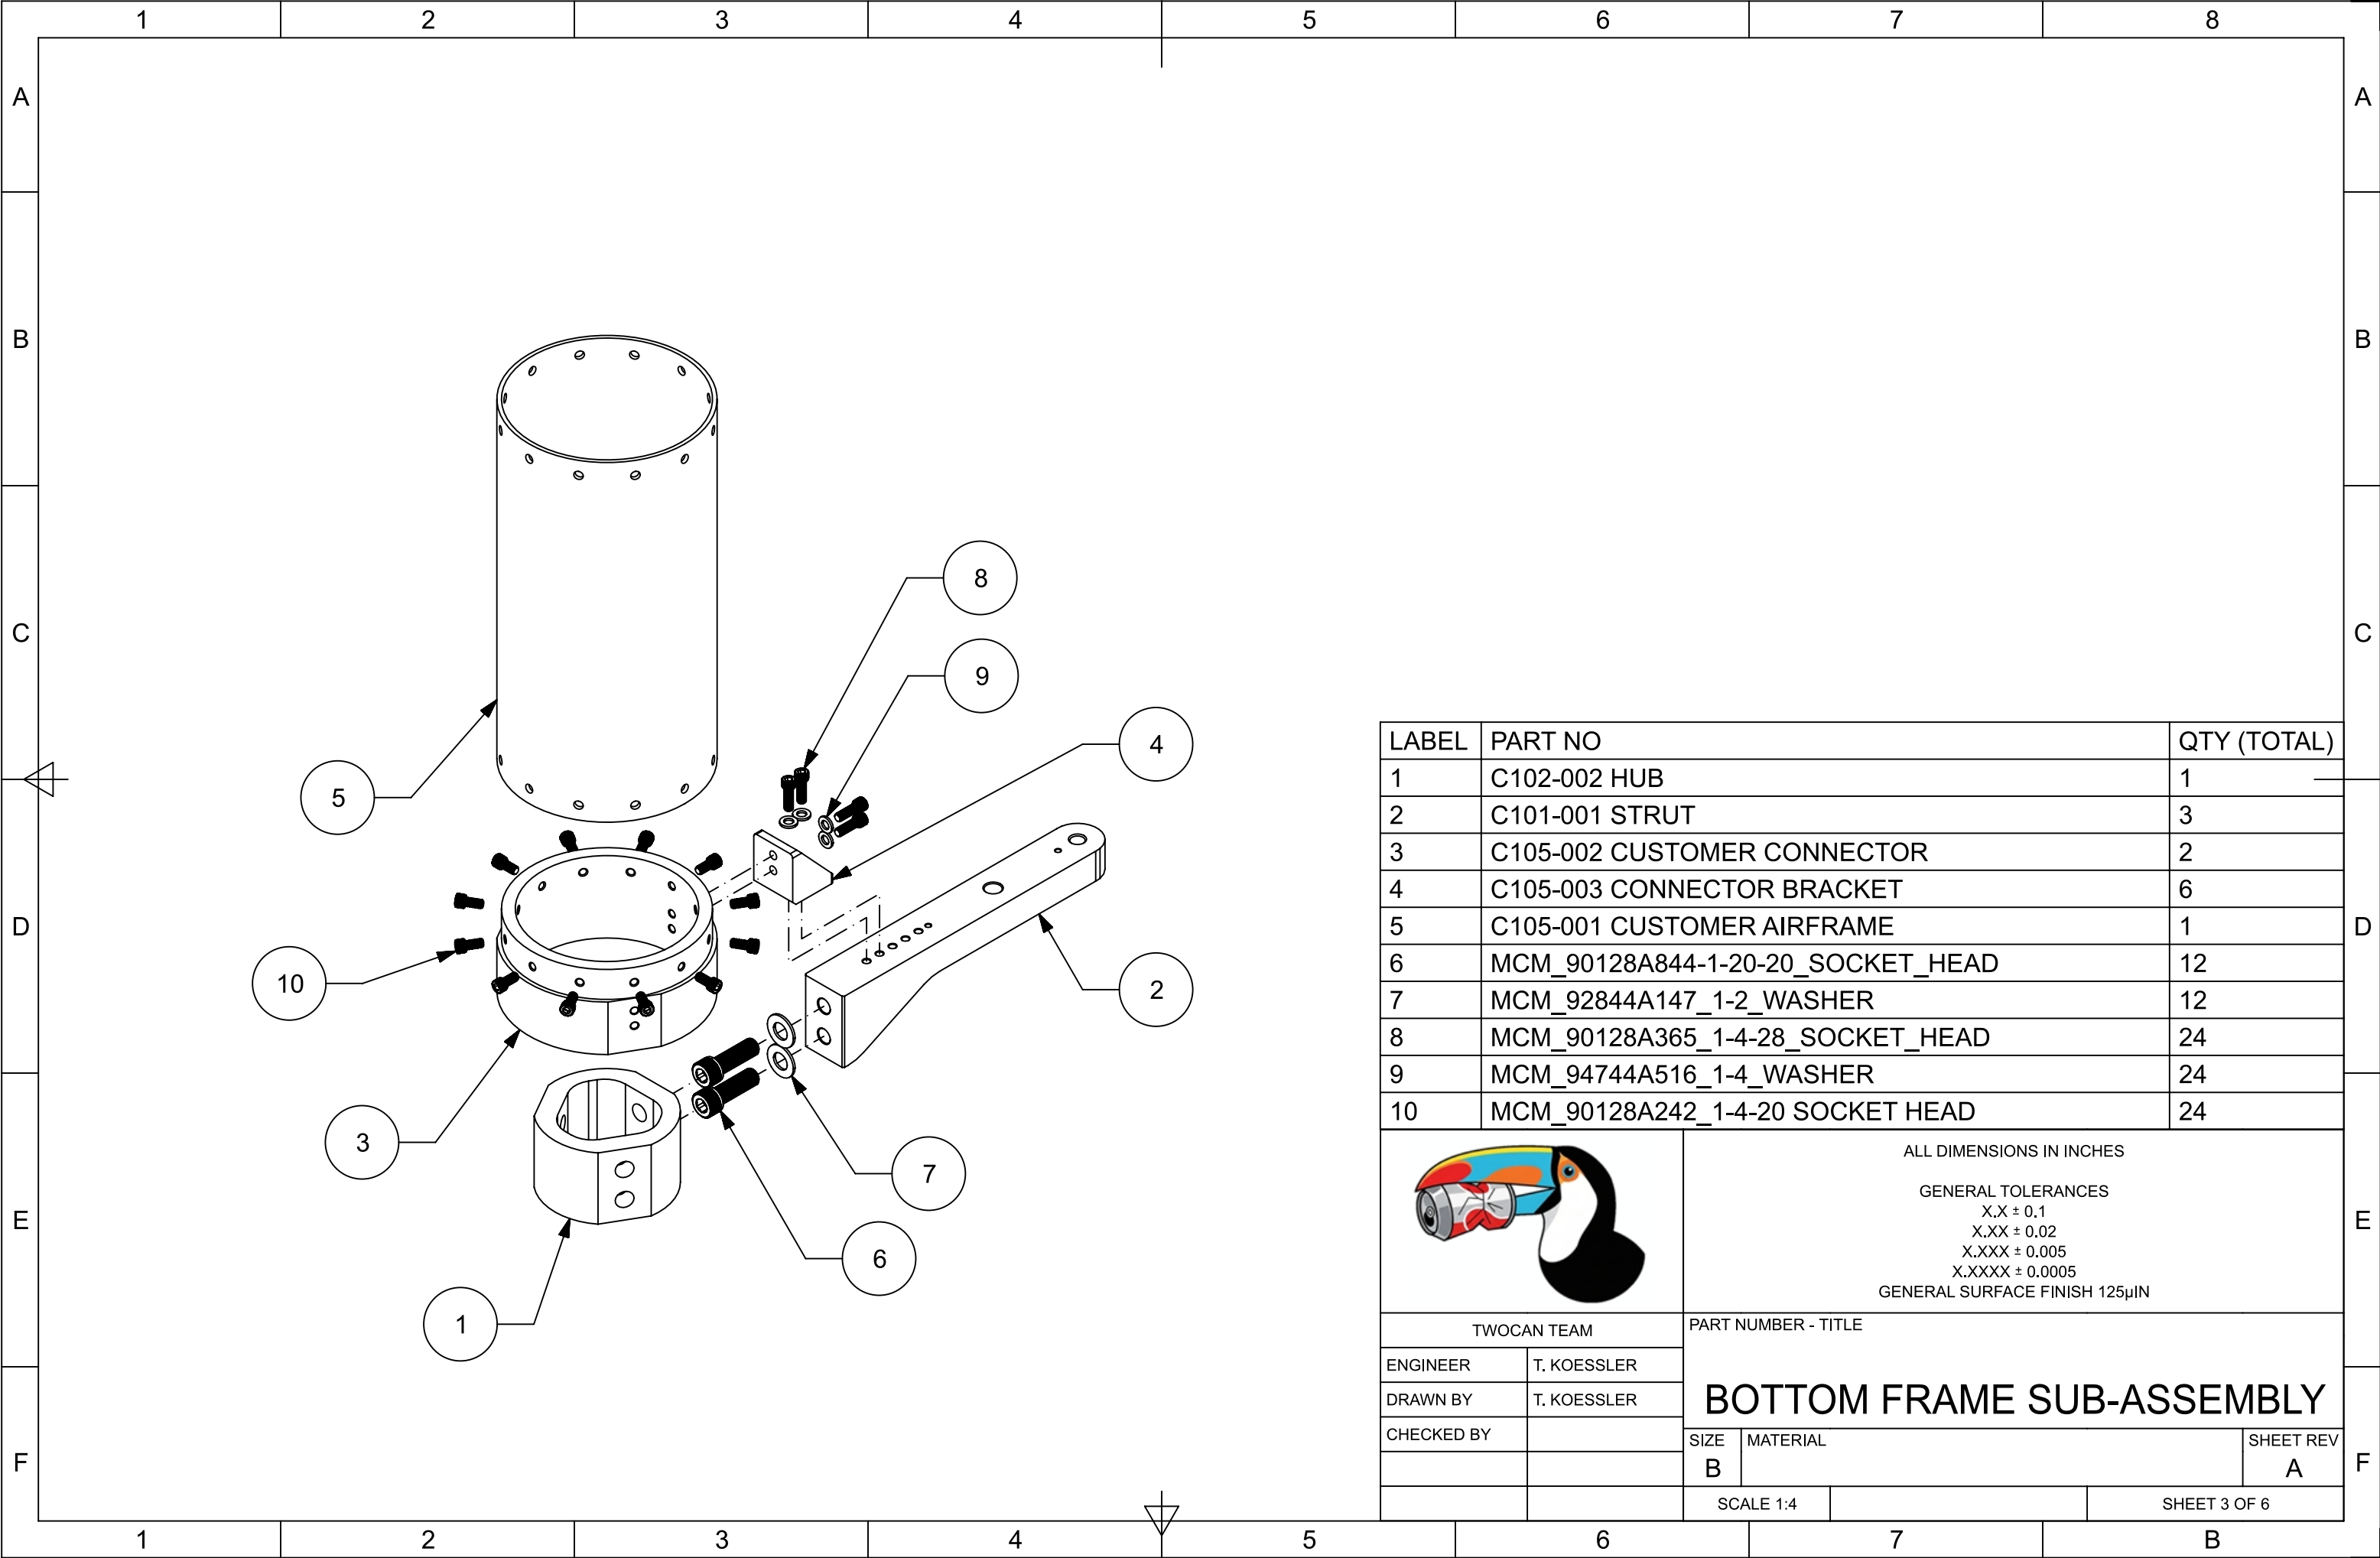 1 2 3 4 5 6 7 8
A A
B B
C C
D D
E E
F F
8
9
4
5
10
2
3
7
6
1
LABEL PART NO QTY (TOTAL)
1 C102-002 HUB 1
2 C101-001 STRUT 3
3 C105-002 CUSTOMER CONNECTOR 2
4 C105-003 CONNECTOR BRACKET 6
5 C105-001 CUSTOMER AIRFRAME 1
6 MCM_90128A844-1-20-20_SOCKET_HEAD 12
7 MCM_92844A147_1-2_WASHER 12
8 MCM_90128A365_1-4-28_SOCKET_HEAD 24
9 MCM_94744A516_1-4_WASHER 24
10 MCM_90128A242_1-4-20 SOCKET HEAD 24
ALL DIMENSIONS IN INCHES
GENERAL TOLERANCES
X.X ± 0.1
X.XX ± 0.02
X.XXX ± 0.005
X.XXXX ± 0.0005
GENERAL SURFACE FINISH 125µIN
TWOCAN TEAM
ENGINEER T. KOESSLER
DRAWN BY T. KOESSLER
CHECKED BY
PART NUMBER - TITLE
BOTTOM FRAME SUB-ASSEMBLY
SIZE MATERIAL SHEET REV
B A
SCALE 1:4 SHEET 3 OF 6
1 2 3 4 5 6 7 B